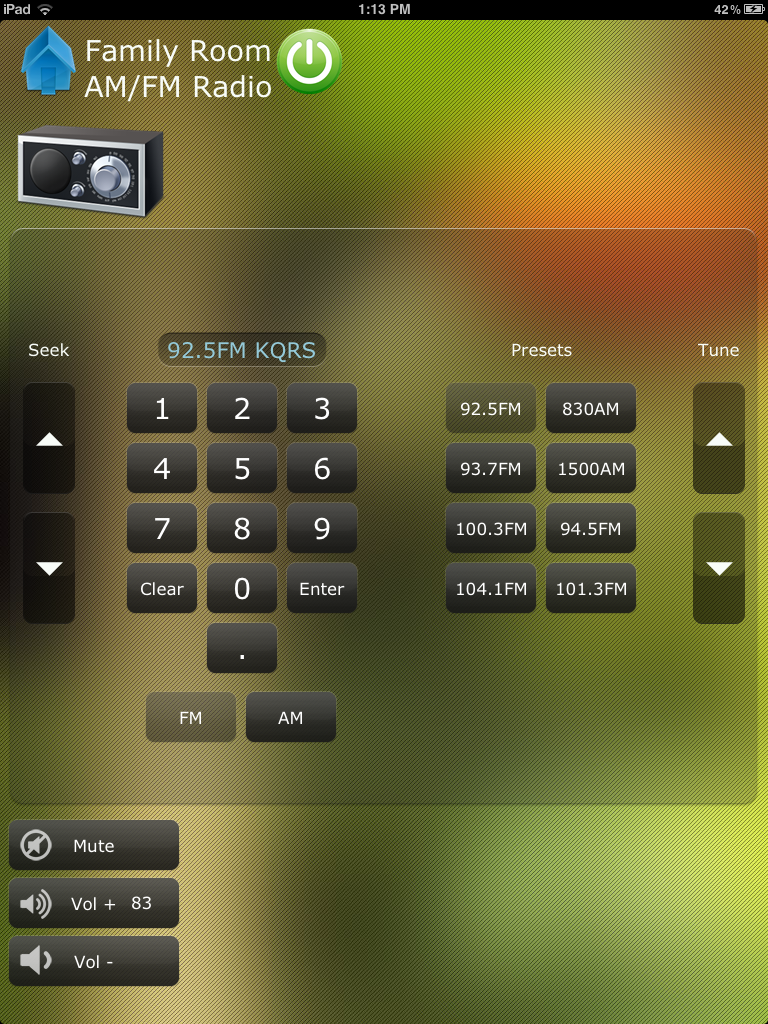 iPad 1:13 PM 42%
Family Room
AM/FM Radio
Seek 92.5FM KQRS Presets Tune
1 2 3 92.5FM 830AM
4 5 6 93.7FM 1500AM
7 8 9 100.3FM 94.5FM
Clear 0 Enter 104.1FM 101.3FM
.
FM AM
Mute
Vol + 83
Vol -